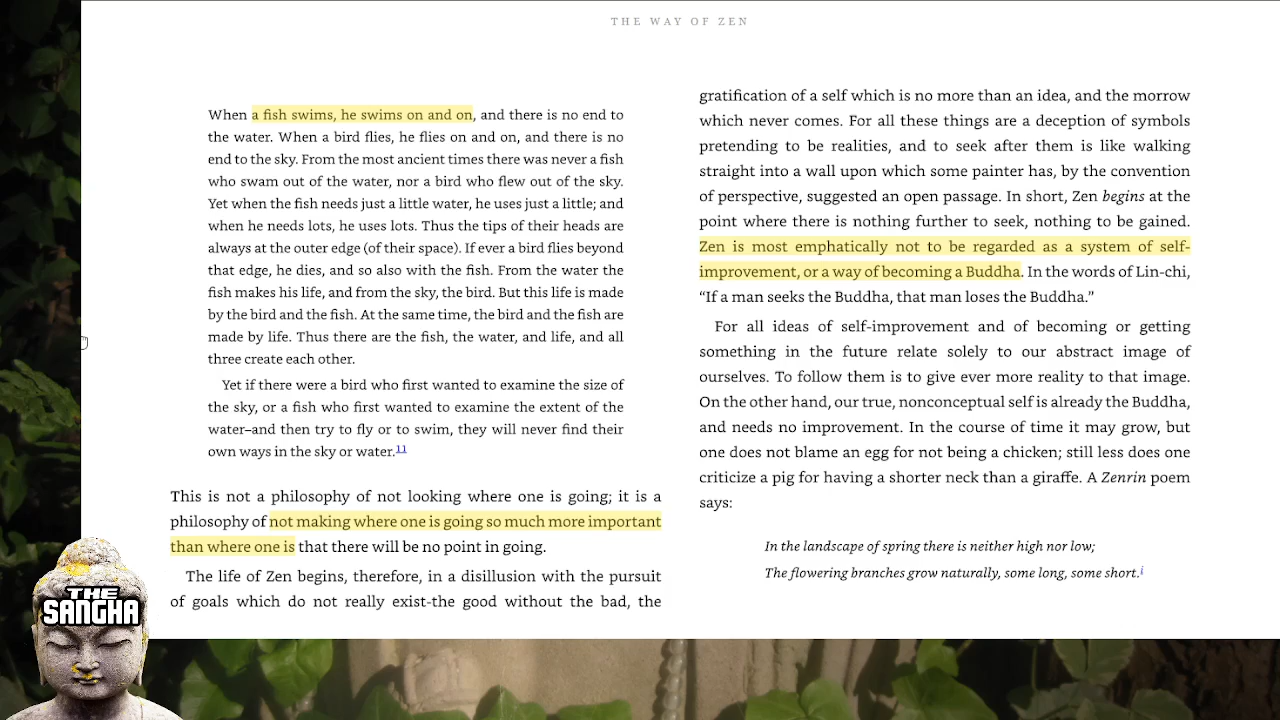 THE WAY OF ZEN
When a fish swims, he swims on and on, and there is no end to
the water. When a bird flies, he flies on and on, and there is no
end to the sky. From the most ancient times there was never a fish
who swam out of the water, nor a bird who flew out of the sky.
Yet when the fish needs just a little water, he uses just a little; and
when he needs lots, he uses lots. Thus the tips of their heads are
always at the outer edge (of their space). If ever a bird flies beyond
that edge, he dies, and so also with the fish. From the water the
fish makes his life, and from the sky, the bird. But this life is made
by the bird and the fish. At the same time, the bird and the fish are
made by life. Thus there are the fish, the water, and life, and all
three create each other.
Yet if there were a bird who first wanted to examine the size of
the sky, or a fish who first wanted to examine the extent of the
water–and then try to fly or to swim, they will never find their
own ways in the sky or water.11
This is not a philosophy of not looking where one is going; it is a
philosophy of not making where one is going so much more important
than where one is that there will be no point in going.
The life of Zen begins, therefore, in a disillusion with the pursuit
of goals which do not really exist-the good without the bad, the
gratification of a self which is no more than an idea, and the morrow
which never comes. For all these things are a deception of symbols
pretending to be realities, and to seek after them is like walking
straight into a wall upon which some painter has, by the convention
of perspective, suggested an open passage. In short, Zen begins at the
point where there is nothing further to seek, nothing to be gained.
Zen is most emphatically not to be regarded as a system of self-
improvement, or a way of becoming a Buddha. In the words of Lin-chi,
“If a man seeks the Buddha, that man loses the Buddha.”
For all ideas of self-improvement and of becoming or getting
something in the future relate solely to our abstract image of
ourselves. To follow them is to give ever more reality to that image.
On the other hand, our true, nonconceptual self is already the Buddha,
and needs no improvement. In the course of time it may grow, but
one does not blame an egg for not being a chicken; still less does one
criticize a pig for having a shorter neck than a giraffe. A Zenrin poem
says:
In the landscape of spring there is neither high nor low;
The flowering branches grow naturally, some long, some short.i
THE
SANGHA